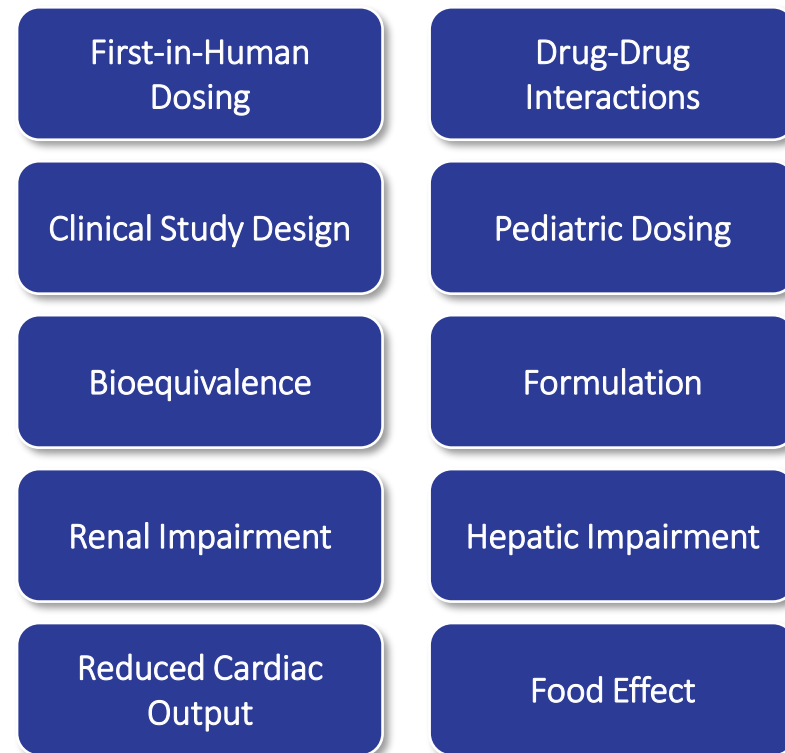 First-in-Human
Dosing
Drug-Drug
Interactions
Clinical Study Design
Pediatric Dosing
Bioequivalence
Formulation
Renal Impairment
Hepatic Impairment
Reduced Cardiac
Output
Food Effect